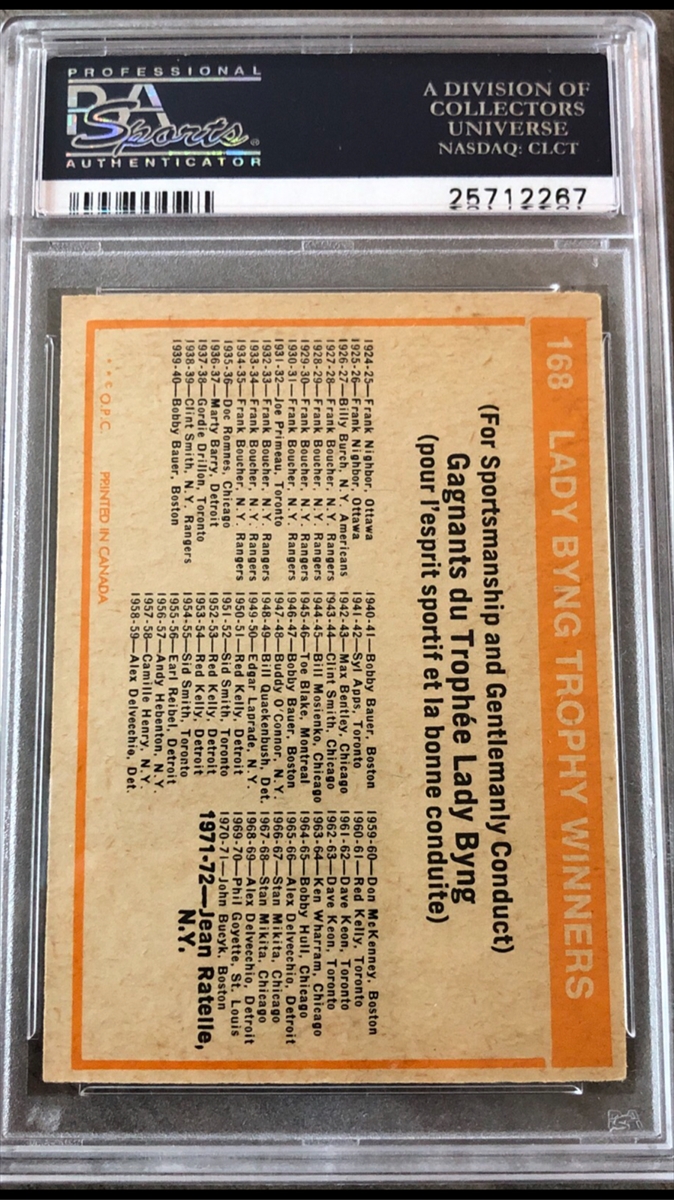 PROFESSIONAL
PSA
Sports
AUTHENTICATOR
A DIVISION OF
COLLECTORS
UNIVERSE
NASDAQ: CLCT
25712267
168 LADY BYNG TROPHY WINNERS
(For Sportsmanship and Gentlemanly Conduct)
Gagnants du Trophée Lady Byng
(pour l'esprit sportif et la bonne conduite)
1924-25—Frank Nighbor, Ottawa
1925-26—Frank Nighbor, Ottawa
1926-27—Billy Burch, N.Y. Americans
1927-28—Frank Boucher, N.Y. Rangers
1928-29—Frank Boucher, N.Y. Rangers
1929-30—Frank Boucher, N.Y. Rangers
1930-31—Frank Boucher, N.Y. Rangers
1931-32—Joe Primeau, Toronto
1932-33—Frank Boucher, N.Y. Rangers
1933-34—Frank Boucher, N.Y. Rangers
1934-35—Frank Boucher, N.Y. Rangers
1935-36—Doc Romnes, Chicago
1936-37—Marty Barry, Detroit
1937-38—Gordie Drillon, Toronto
1938-39—Clint Smith, N.Y. Rangers
1939-40—Bobby Bauer, Boston
1940-41—Bobby Bauer, Boston
1941-42—Syl Apps, Toronto
1942-43—Max Bentley, Chicago
1943-44—Clint Smith, Chicago
1944-45—Bill Mosienko, Chicago
1945-46—Toe Blake, Montreal
1946-47—Bobby Bauer, Boston
1947-48—Buddy O'Connor, N.Y.
1948-49—Bill Quackenbush, Det.
1949-50—Edgar Laprade, N.Y.
1950-51—Red Kelly, Detroit
1951-52—Sid Smith, Toronto
1952-53—Red Kelly, Detroit
1953-54—Red Kelly, Detroit
1954-55—Sid Smith, Toronto
1955-56—Earl Reibel, Detroit
1956-57—Andy Hebenton, N.Y.
1957-58—Camille Henry, N.Y.
1958-59—Alex Delvecchio, Det.
1959-60—Don McKenney, Boston
1960-61—Red Kelly, Toronto
1961-62—Dave Keon, Toronto
1962-63—Dave Keon, Toronto
1963-64—Ken Wharram, Chicago
1964-65—Bobby Hull, Chicago
1965-66—Alex Delvecchio, Detroit
1966-67—Stan Mikita, Chicago
1967-68—Stan Mikita, Chicago
1968-69—Alex Delvecchio, Detroit
1969-70—Phil Goyette, St. Louis
1970-71—John Bucyk, Boston
1971-72—Jean Ratelle,
N.Y.
* * © O.P.C. PRINTED IN CANADA